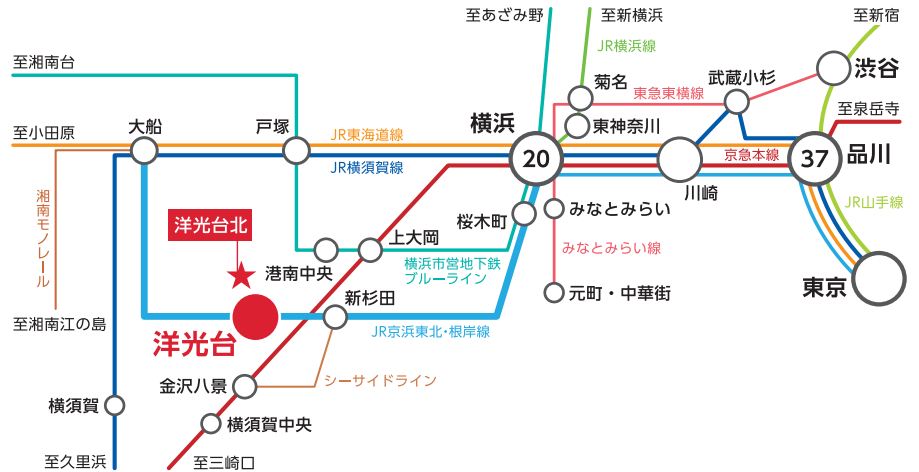 至あざみ野
至新横浜
至新宿
JR横浜線
至湘南台
渋谷
武蔵小杉
菊名
東急東横線
至泉岳寺
大船
戸塚
横浜
東神奈川
至小田原
JR東海道線
京急本線
品川
20
37
JR横須賀線
川崎
湘南モノレール
洋光台北
桜木町
みなとみらい
JR山手線
上大岡
港南中央
横浜市営地下鉄
ブルーライン
みなとみらい線
東京
新杉田
元町・中華街
至湘南江の島
洋光台
JR京浜東北・根岸線
金沢八景
シーサイドライン
横須賀
横須賀中央
至久里浜
至三崎口